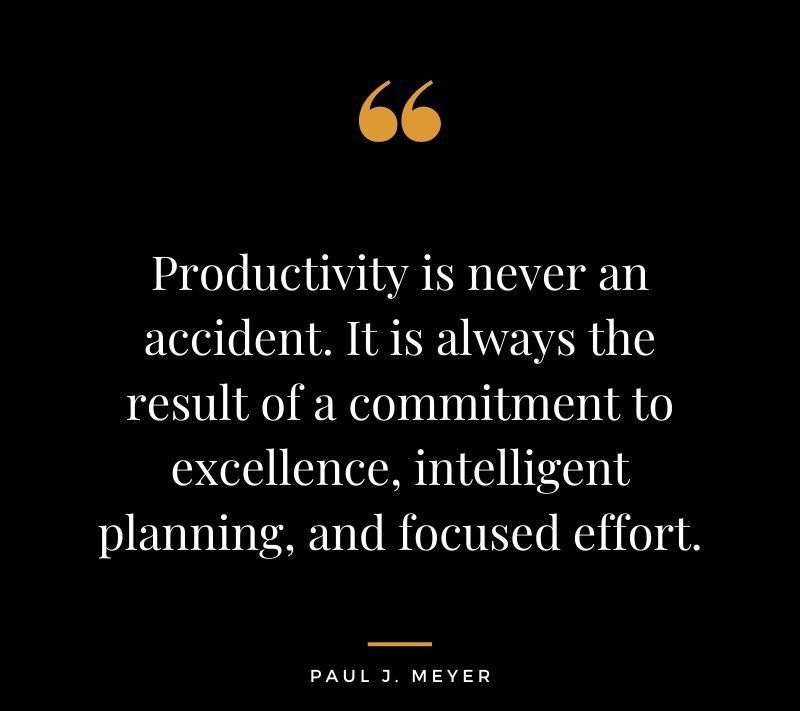 “
Productivity is never an
accident. It is always the
result of a commitment to
excellence, intelligent
planning, and focused effort.
PAUL J. MEYER